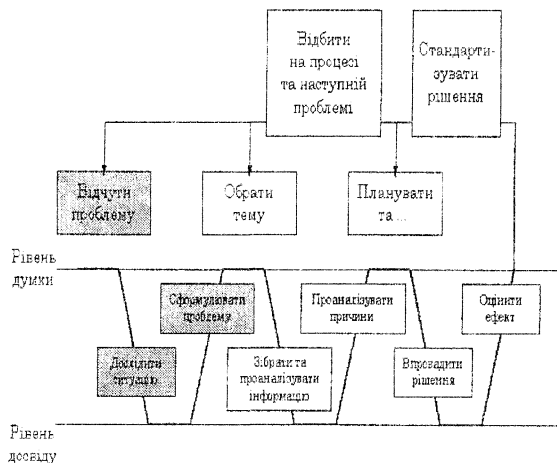 Відбити
на процесі
та наступній
проблемі
Стандарти-
зувати
рішення
Відчути
проблему
Обрати
тему
Планувати
та ...
Рівень
думки
Сформулювати
проблему
Проаналізувати
причини
Оцінити
ефект
Дослідити
ситуацію
Зібрати та
проаналізувати
інформацію
Впровадити
рішення
Рівень
досвіду